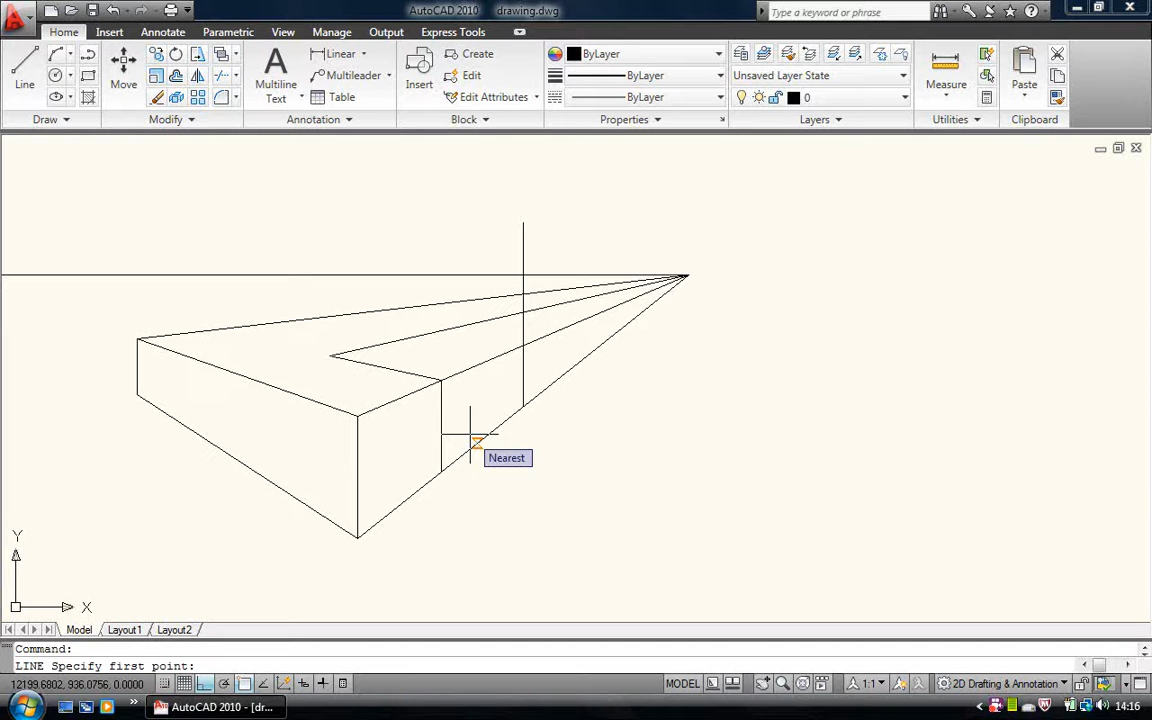 AutoCAD 2010 drawing.dwg
Type a keyword or phrase
Home Insert Annotate Parametric View Manage Output Express Tools
Line
Move
Multiline Text
Linear
Multileader
Table
Insert
Create
Edit
Edit Attributes
ByLayer
ByLayer
ByLayer
Unsaved Layer State
0
Measure
Paste
Draw
Modify
Annotation
Block
Properties
Layers
Utilities
Clipboard
Nearest
Y
X
Model Layout1 Layout2
Command:
LINE Specify first point:
12199.6802, 936.0756, 0.0000
MODEL
1:1
2D Drafting & Annotation
AutoCAD 2010 - [dr...
14:16